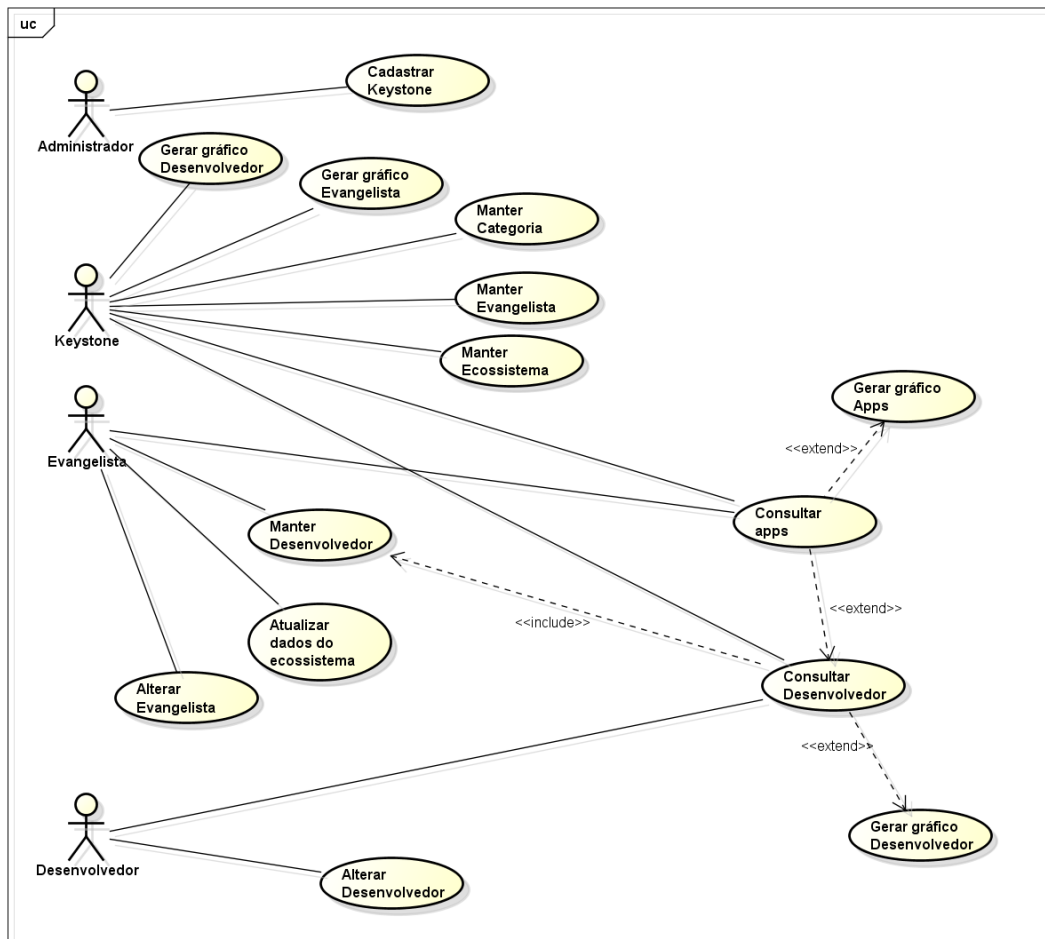 uc
Cadastrar
Keystone
Administrador
Gerar gráfico
Desenvolvedor
Gerar gráfico
Evangelista
Manter
Categoria
Keystone
Manter
Evangelista
Manter
Ecossistema
Gerar gráfico
Apps
Evangelista
<<extend>>
Consultar
apps
Manter
Desenvolvedor
<<extend>>
<<include>>
Atualizar
dados do
ecossistema
Consultar
Desenvolvedor
Alterar
Evangelista
<<extend>>
Gerar gráfico
Desenvolvedor
Desenvolvedor
Alterar
Desenvolvedor